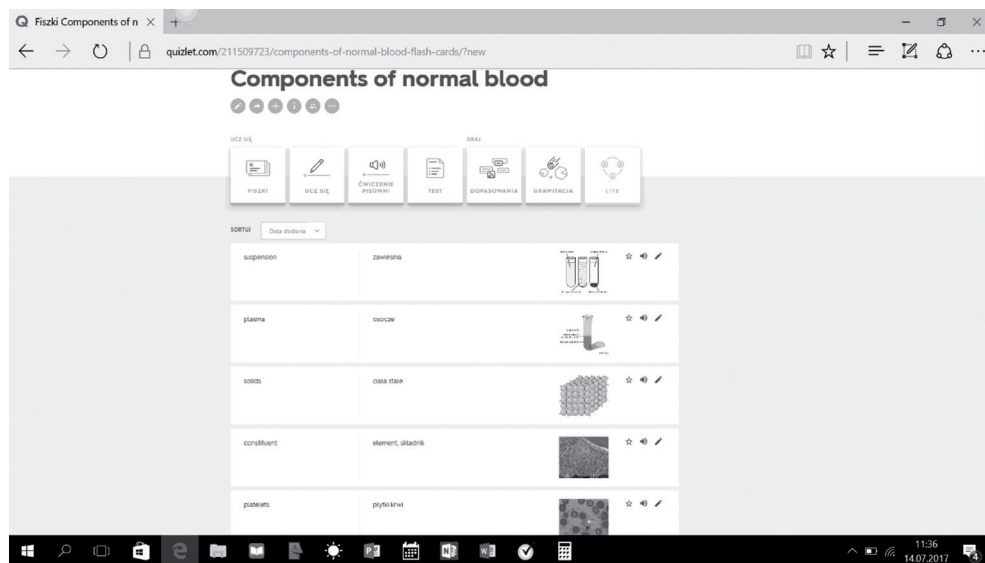 Fiszki Components of n
quizlet.com/211509723/components-of-normal-blood-flash-cards/?new
Components of normal blood
UCZ SIĘ GRAJ
FISZKI UCZ SIĘ ĆWICZENIE PISOWNI TEST DOPASOWANIA GRAWITACJA LIVE
SORTUJ Data dodania
suspension zawiesina
plasma osocze
solids ciała stałe
constituent element, składnik
platelets płytki krwi
11:36
14.07.2017